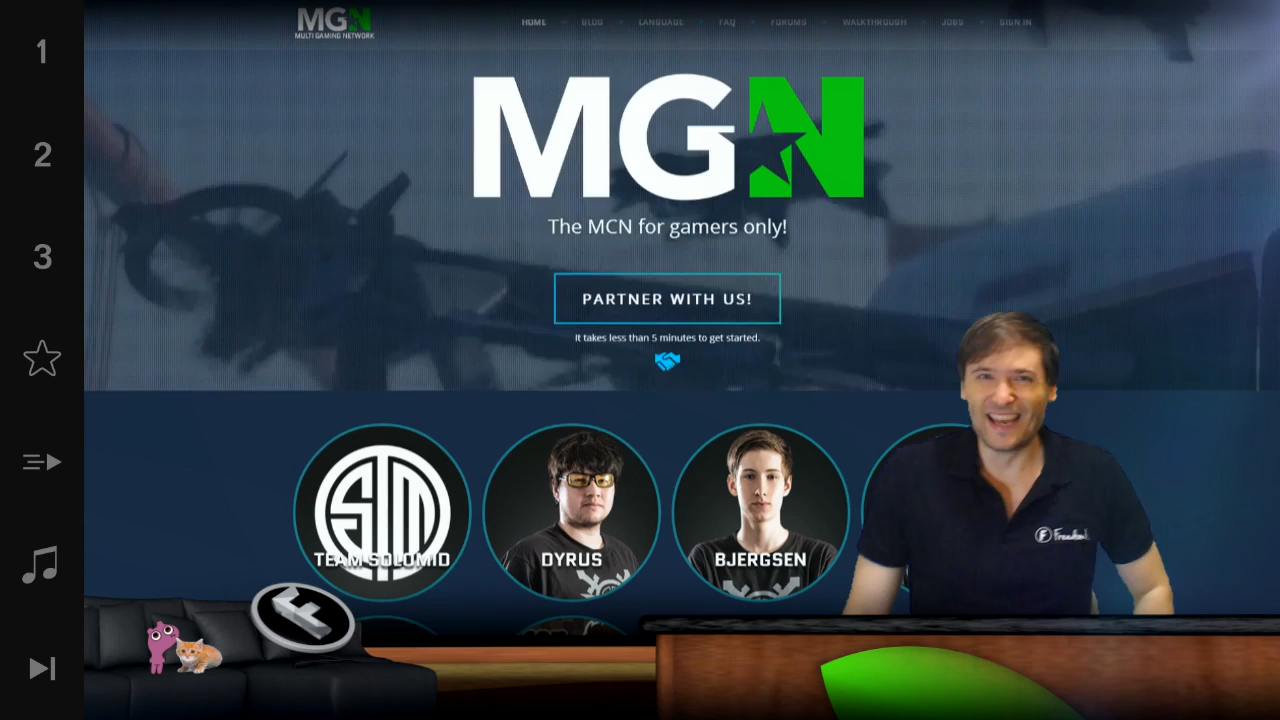 1
2
3
MGN
MULTI GAMING NETWORK
HOME BLOG LANGUAGE FAQ FORUMS WALKTHROUGH JOBS SIGN IN
MGN
The MCN for gamers only!
PARTNER WITH US!
It takes less than 5 minutes to get started.
TEAM SOLOMID
DYRUS
BJERGSEN
Freedom!
F